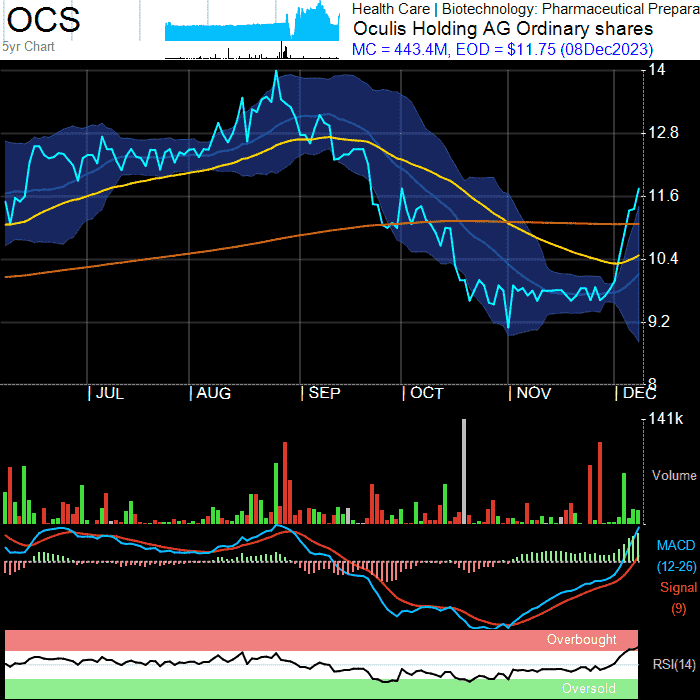 OCS
5yr Chart
Health Care | Biotechnology: Pharmaceutical Prepara
Oculis Holding AG Ordinary shares
MC = 443.4M, EOD = $11.75 (08Dec2023)
14
12.8
11.6
10.4
9.2
8
JUL
AUG
SEP
OCT
NOV
DEC
141k
Volume
MACD
(12-26)
Signal
(9)
Overbought
RSI(14)
Oversold